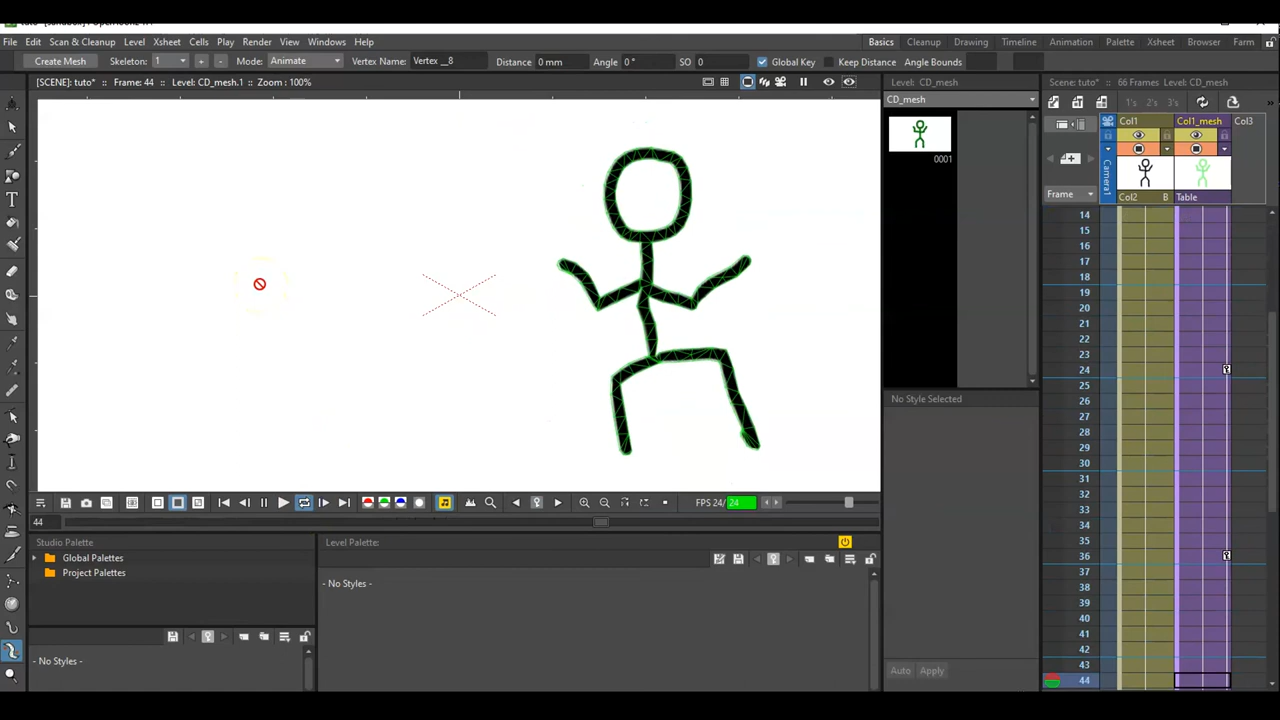 File Edit Scan & Cleanup Level Xsheet Cells Play Render View Windows Help
Basics Cleanup Drawing Timeline Animation Palette Xsheet Browser Farm
Create Mesh Skeleton: 1 + - Mode: Animate Vertex Name: Vertex __8 Distance 0 mm Angle 0 ° SO 0 Global Key Keep Distance Angle Bounds
[SCENE]: tuto* :: Frame: 44 :: Level: CD_mesh.1 :: Zoom : 100%
Level: CD_mesh
Scene: tuto* :: 66 Frames Level: CD_mesh
CD_mesh
1's 2's 3's
0001
Col1 Col1_mesh Col3
Camera1
Frame
Col2 B Table
14
15
16
17
18
19
20
21
22
23
24
25
26
27
28
29
30
31
32
33
34
35
36
37
38
39
40
41
42
43
44
No Style Selected
FPS 24/ 24
44
Studio Palette
Global Palettes
Project Palettes
Level Palette:
- No Styles -
- No Styles -
Auto Apply